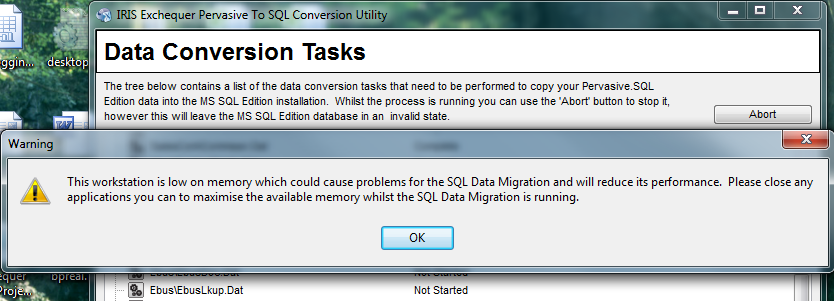 IRIS Exchequer Pervasive To SQL Conversion Utility
Data Conversion Tasks
The tree below contains a list of the data conversion tasks that need to be performed to copy your Pervasive.SQL
Edition data into the MS SQL Edition installation. Whilst the process is running you can use the 'Abort' button to stop it,
however this will leave the MS SQL Edition database in an invalid state.
Abort
ggin...
desktop
Warning
This workstation is low on memory which could cause problems for the SQL Data Migration and will reduce its performance. Please close any
applications you can to maximise the available memory whilst the SQL Data Migration is running.
OK
Not Started
Ebus\EbusLkup.Dat Not Started
equer
Proje...
bpreal.